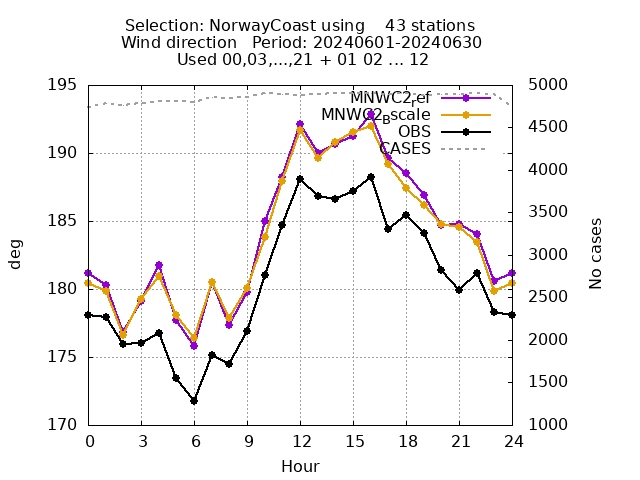 Selection: NorwayCoast using    43 stations
Wind direction   Period: 20240601-20240630
Used 00,03,...,21 + 01 02 ... 12
195
190
185
180
175
170
deg
5000
4500
4000
3500
3000
2500
2000
1500
1000
No cases
MNWC2ref
MNWC2Bscale
OBS
CASES
0 3 6 9 12 15 18 21 24
Hour